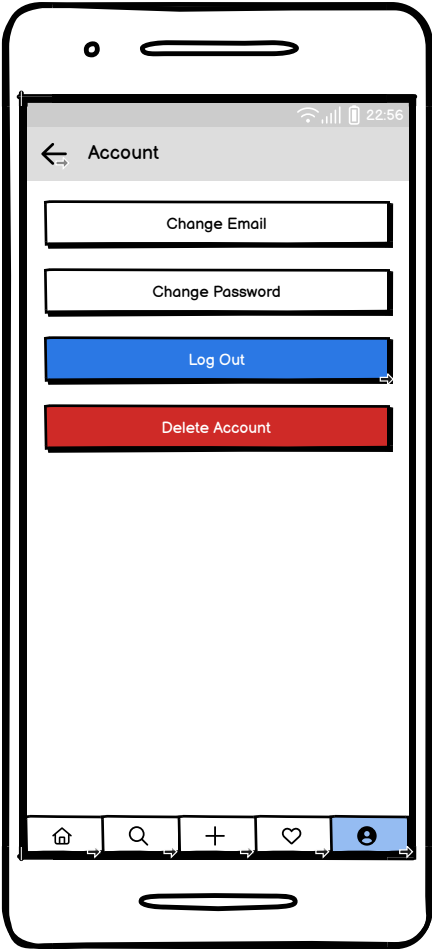 22:56
Account
Change Email
Change Password
Log Out
Delete Account